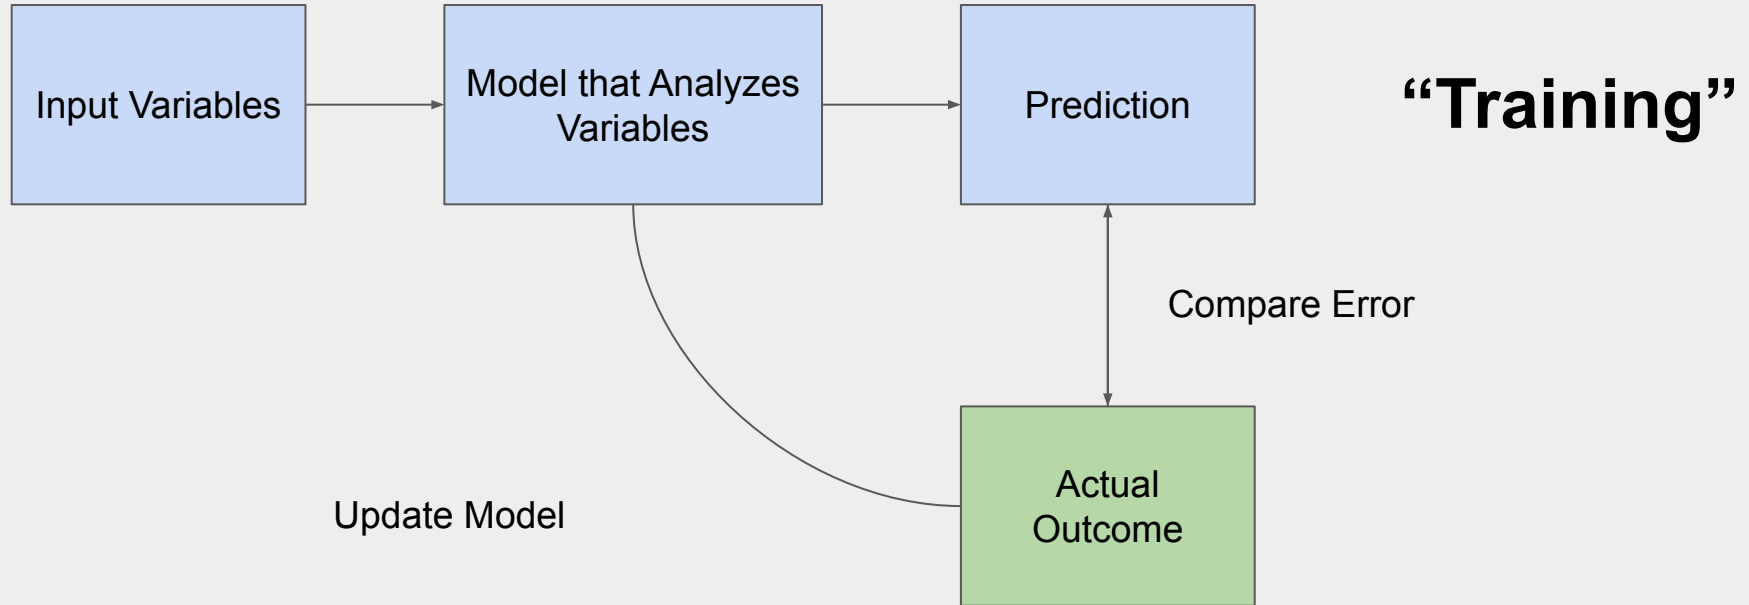 Input Variables
Model that Analyzes
Variables
Prediction
“Training”
Compare Error
Update Model
Actual
Outcome